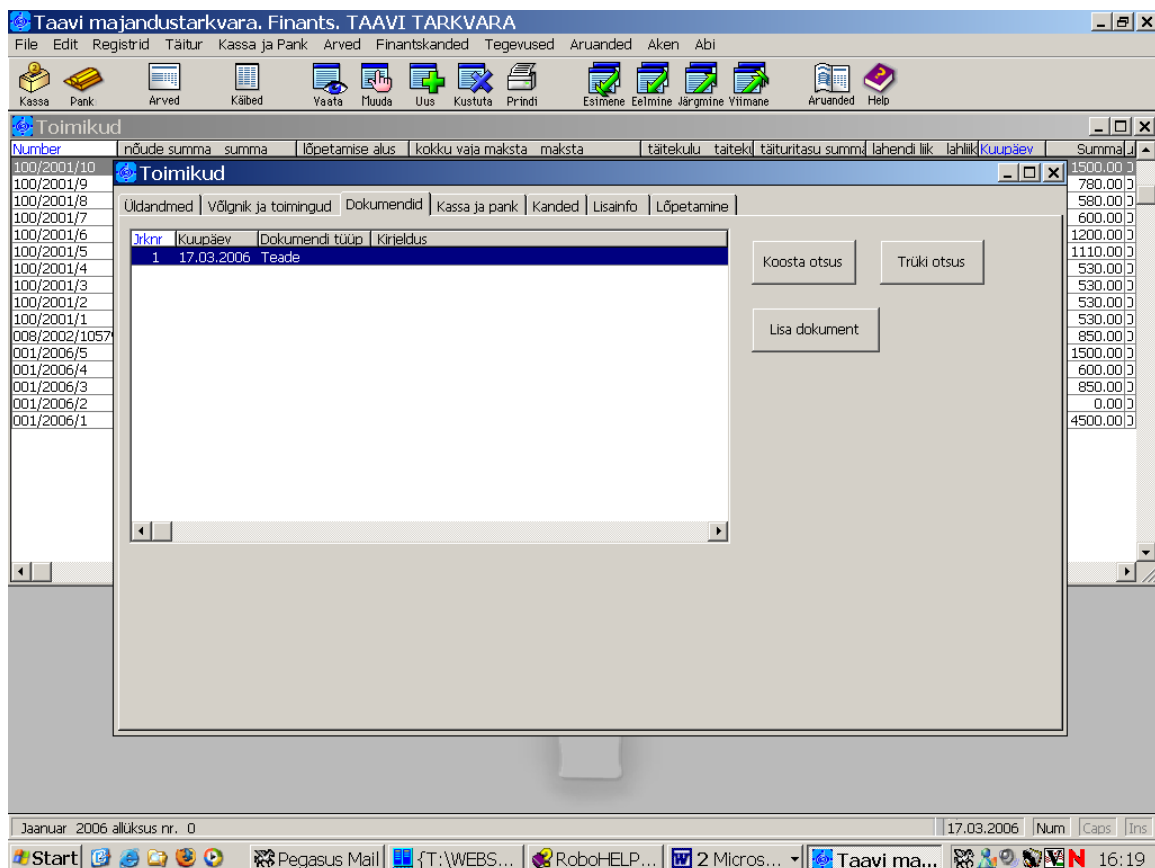 Taavi majandustarkvara. Finants. TAAVI TARKVARA
File Edit Registrid Täitur Kassa ja Pank Arved Finantskanded Tegevused Aruanded Aken Abi
Kassa Pank Arved Käibed Vaata Muuda Uus Kustuta Prindi Esimene Eelmine Järgmine Viimane Aruanded Help
Toimikud
Number nõude summa summa lõpetamise alus kokku vaja maksta maksta täitekulu taiteku täituritasu summa lahendi liik lahliik Kuupäev Summa
100/2001/10 1500.00
100/2001/9 780.00
100/2001/8 580.00
100/2001/7 600.00
100/2001/6 1200.00
100/2001/5 1110.00
100/2001/4 530.00
100/2001/3 530.00
100/2001/2 530.00
100/2001/1 530.00
008/2002/1057 850.00
001/2006/5 1500.00
001/2006/4 600.00
001/2006/3 850.00
001/2006/2 0.00
001/2006/1 4500.00
Toimikud
Üldandmed Võlgnik ja toimingud Dokumendid Kassa ja pank Kanded Lisainfo Lõpetamine
Jrknr Kuupäev Dokumendi tüüp Kirjeldus
1 17.03.2006 Teade
Koosta otsus Trüki otsus
Lisa dokument
Jaanuar 2006 allüksus nr. 0 17.03.2006 Num Caps Ins
Start Pegasus Mail {T:\WEBS... RoboHELP... 2 Micros... Taavi ma... 16:19